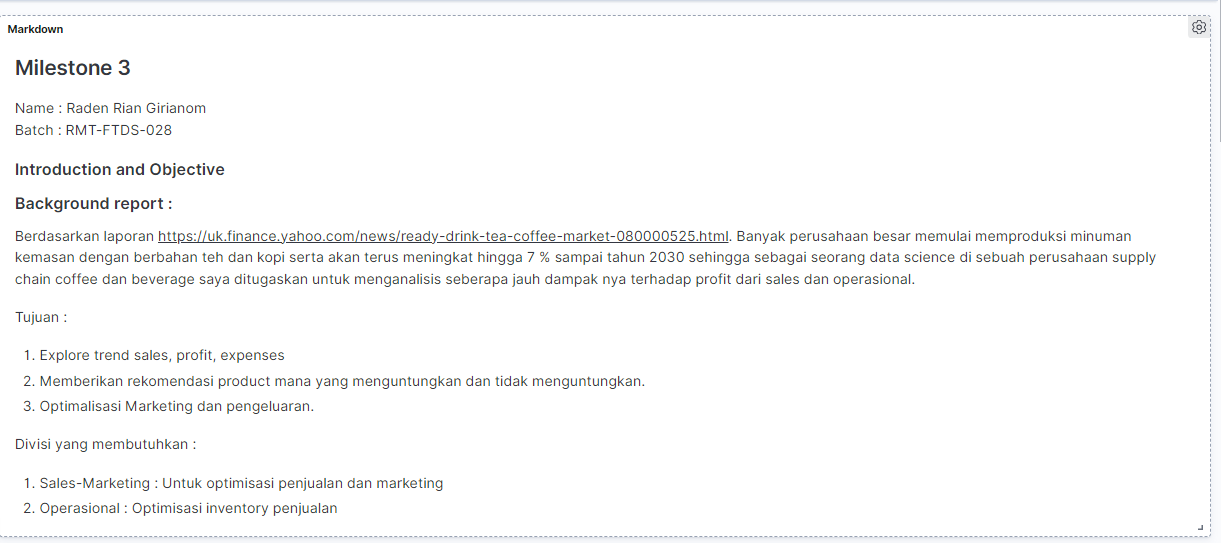 Markdown
Milestone 3
Name : Raden Rian Girianom
Batch : RMT-FTDS-028
Introduction and Objective
Background report :
Berdasarkan laporan https://uk.finance.yahoo.com/news/ready-drink-tea-coffee-market-080000525.html. Banyak perusahaan besar memulai memproduksi minuman
kemasan dengan berbahan teh dan kopi serta akan terus meningkat hingga 7 % sampai tahun 2030 sehingga sebagai seorang data science di sebuah perusahaan supply
chain coffee dan beverage saya ditugaskan untuk menganalisis seberapa jauh dampak nya terhadap profit dari sales dan operasional.
Tujuan :
1. Explore trend sales, profit, expenses
2. Memberikan rekomendasi product mana yang menguntungkan dan tidak menguntungkan.
3. Optimalisasi Marketing dan pengeluaran.
Divisi yang membutuhkan :
1. Sales-Marketing : Untuk optimisasi penjualan dan marketing
2. Operasional : Optimisasi inventory penjualan